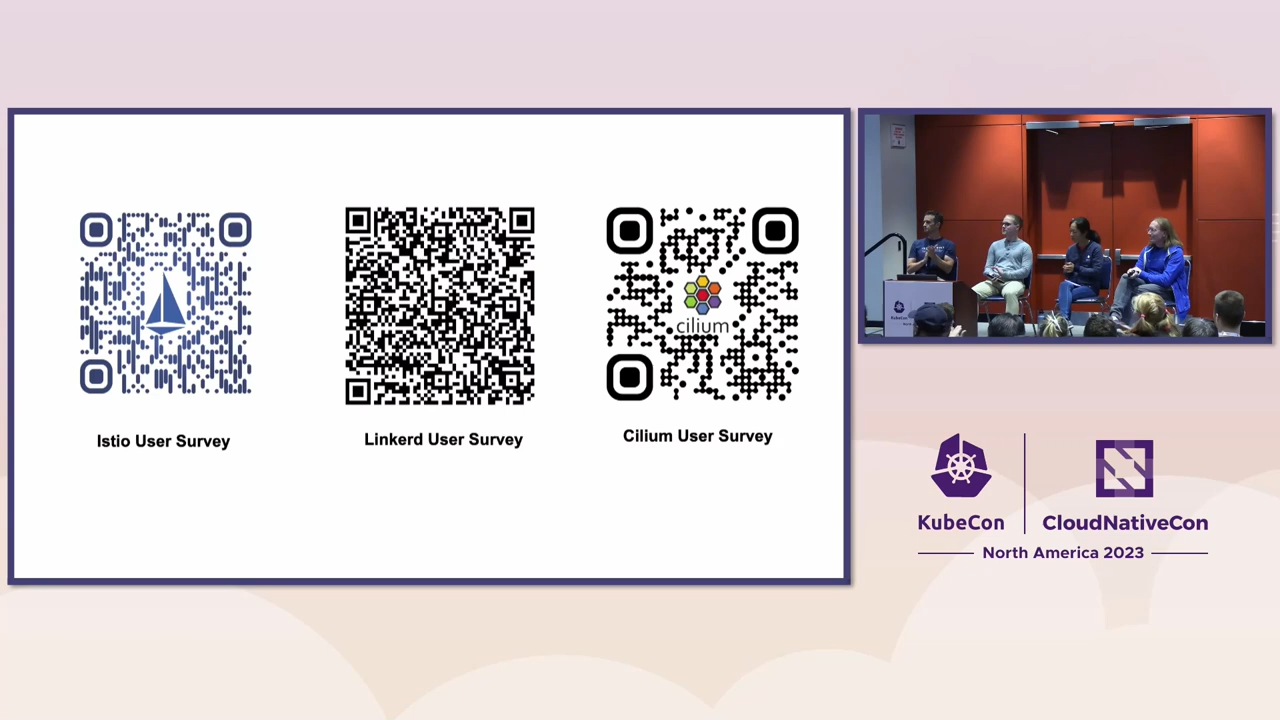 cilium
Istio User Survey
Linkerd User Survey
Cilium User Survey
KubeCon
CloudNativeCon
North America 2023